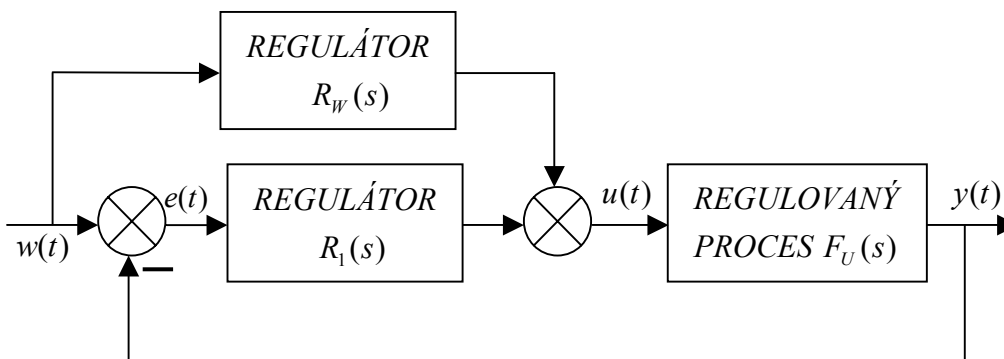 REGULÁTOR
R_W(s)
w(t)
e(t)
REGULÁTOR
R_1(s)
u(t)
REGULOVANÝ
PROCES F_U(s)
y(t)